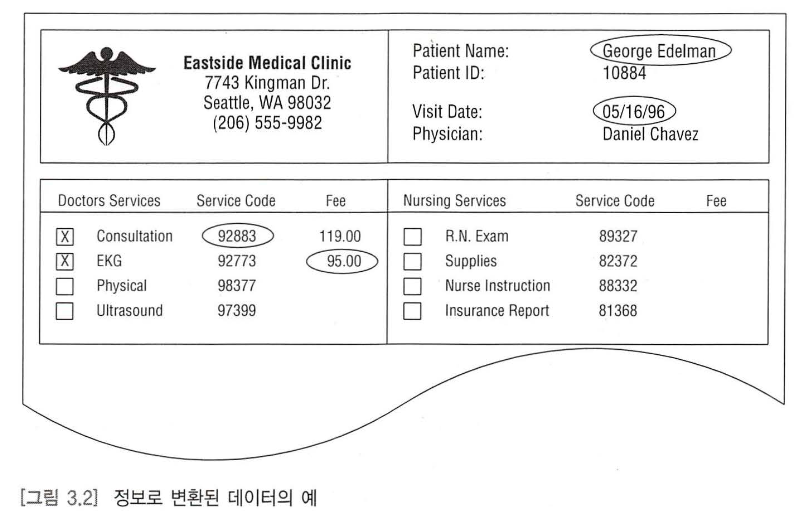 Eastside Medical Clinic
7743 Kingman Dr.
Seattle, WA 98032
(206) 555-9982
Patient Name: George Edelman
Patient ID: 10884
Visit Date: 05/16/96
Physician: Daniel Chavez
Doctors Services Service Code Fee
X Consultation 92883 119.00
X EKG 92773 95.00
Physical 98377
Ultrasound 97399
Nursing Services Service Code Fee
R.N. Exam 89327
Supplies 82372
Nurse Instruction 88332
Insurance Report 81368
[그림 3.2] 정보로 변환된 데이터의 예